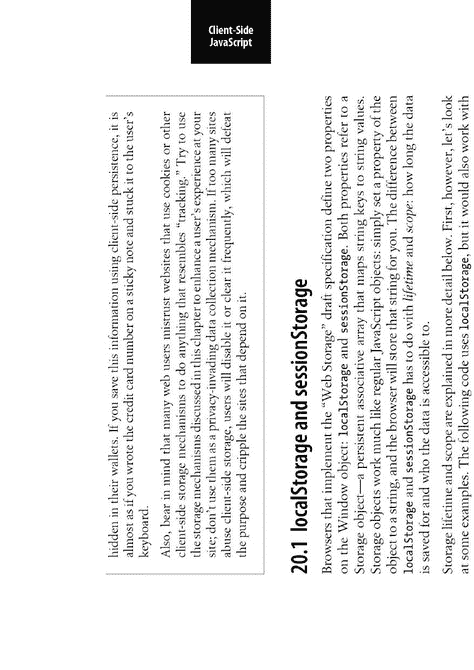 Client-Side
JavaScript
hidden in their wallets. If you save this information using client-side persistence, it is
almost as if you wrote the credit card number on a sticky note and stuck it to the user's
keyboard.
Also, bear in mind that many web users mistrust websites that use cookies or other
client-side storage mechanisms to do anything that resembles “tracking.” Try to use
the storage mechanisms discussed in this chapter to enhance a user's experience at your
site; don't use them as a privacy-invading data collection mechanism. If too many sites
abuse client-side storage, users will disable it or clear it frequently, which will defeat
the purpose and cripple the sites that depend on it.
20.1 localStorage and sessionStorage
Browsers that implement the “Web Storage” draft specification define two properties
on the Window object: localStorage and sessionStorage. Both properties refer to a
Storage object—a persistent associative array that maps string keys to string values.
Storage objects work much like regular JavaScript objects: simply set a property of the
object to a string, and the browser will store that string for you. The difference between
localStorage and sessionStorage has to do with lifetime and scope: how long the data
is saved for and who the data is accessible to.
Storage lifetime and scope are explained in more detail below. First, however, let's look
at some examples. The following code uses localStorage, but it would also work with